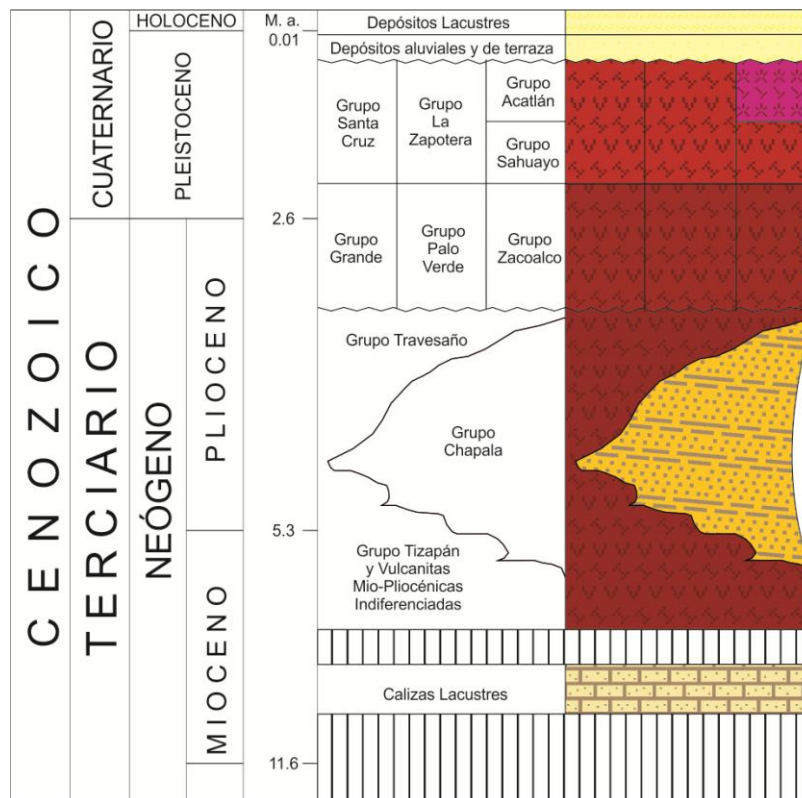 CENOZOICO
CUATERNARIO
TERCIARIO
HOLOCENO
PLEISTOCENO
NEÓGENO
PLIOCENO
MIOCENO
M. a.
0.01
2.6
5.3
11.6
Depósitos Lacustres
Depósitos aluviales y de terraza
Grupo
Santa
Cruz
Grupo
La
Zapotera
Grupo
Acatlán
Grupo
Sahuayo
Grupo
Grande
Grupo
Palo
Verde
Grupo
Zacoalco
Grupo Travesaño
Grupo
Chapala
Grupo Tizapán
y Vulcanitas
Mio-Pliocénicas
Indiferenciadas
Calizas Lacustres